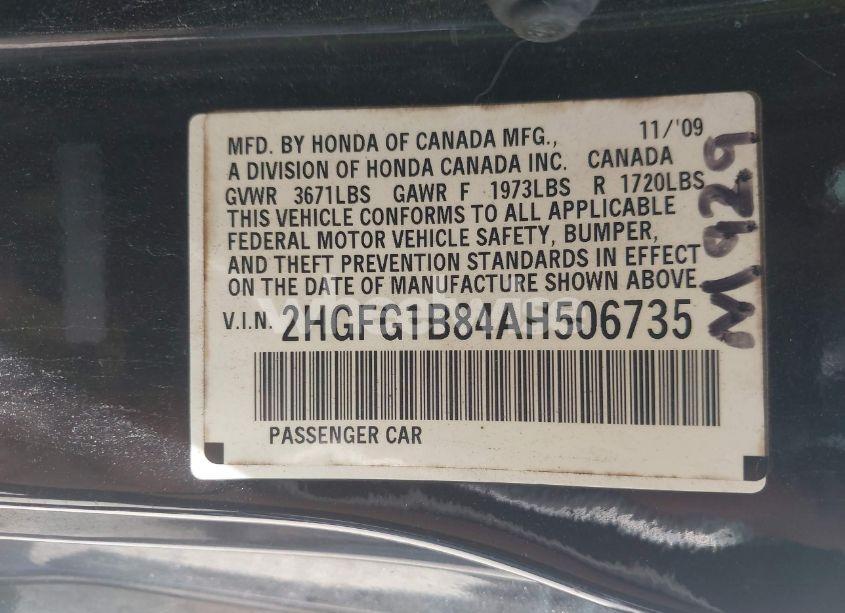 MFD. BY HONDA OF CANADA MFG., 11/'09
A DIVISION OF HONDA CANADA INC. CANADA
GVWR 3671LBS GAWR F 1973LBS R 1720LBS
THIS VEHICLE CONFORMS TO ALL APPLICABLE
FEDERAL MOTOR VEHICLE SAFETY, BUMPER,
AND THEFT PREVENTION STANDARDS IN EFFECT
ON THE DATE OF MANUFACTURE SHOWN ABOVE.
V.I.N. 2HGFG1B84AH506735
PASSENGER CAR
M929